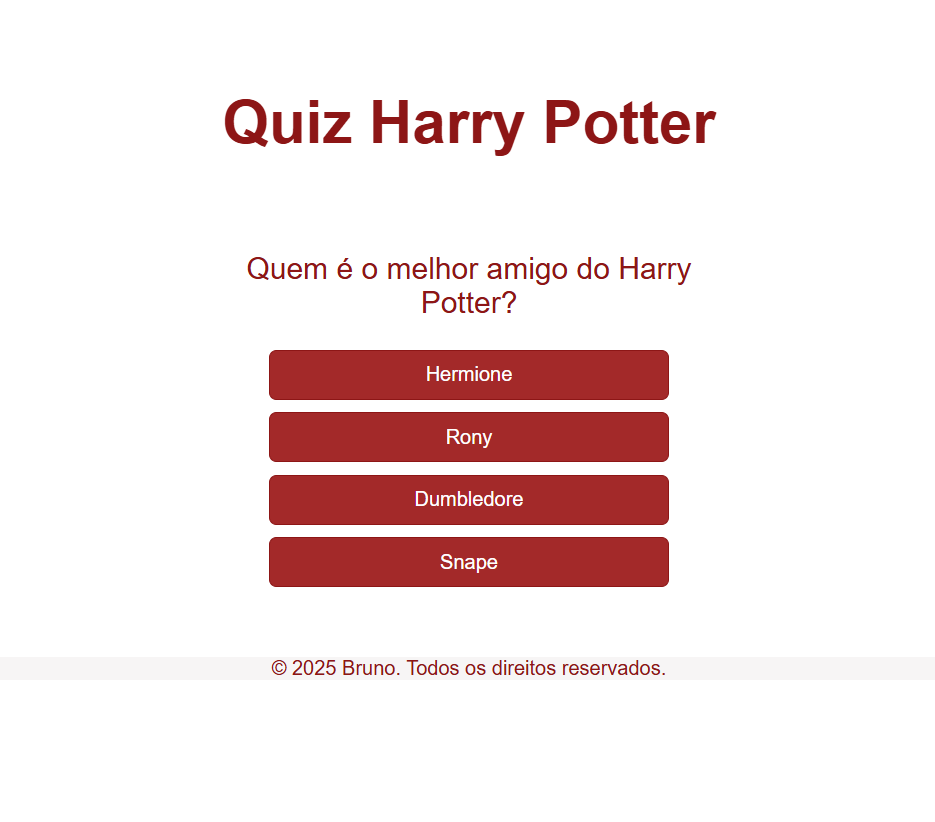 Quiz Harry Potter
Quem é o melhor amigo do Harry
Potter?
Hermione
Rony
Dumbledore
Snape
© 2025 Bruno. Todos os direitos reservados.